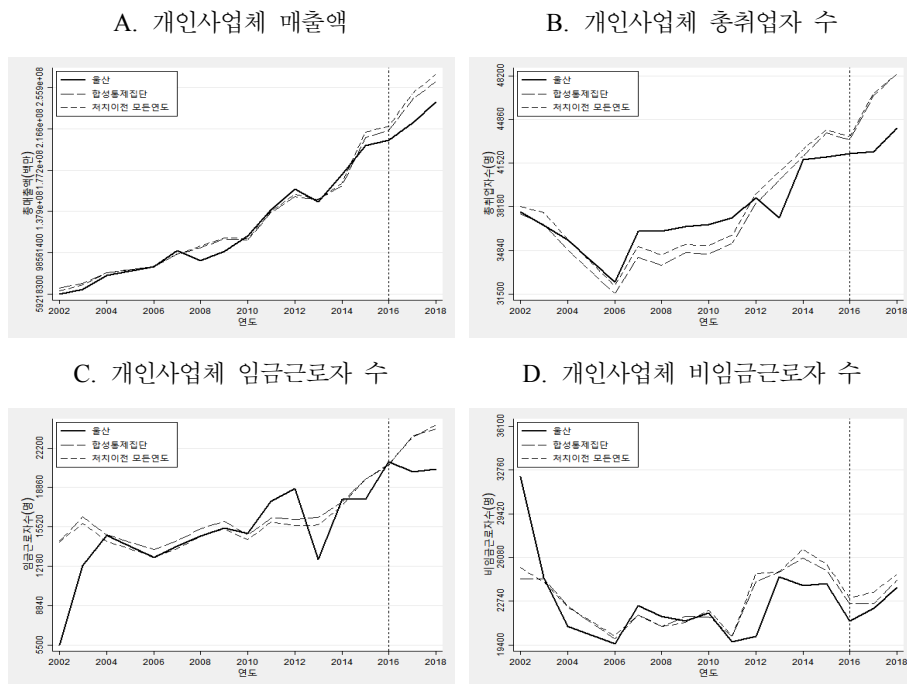 A. 개인사업체 매출액
울산
합성통제집단
저치이전 모든연도
총매출액(백만)
59218300 98561400 1.379e+08 1.772e+08 2.166e+08 2.559e+08
2002 2004 2006 2008 2010 2012 2014 2016 2018
연도
B. 개인사업체 총취업자 수
울산
합성통제집단
저치이전 모든연도
총취업자수(명)
31500 34840 38180 41520 44860 48200
2002 2004 2006 2008 2010 2012 2014 2016 2018
연도
C. 개인사업체 임금근로자 수
울산
합성통제집단
저치이전 모든연도
임금근로자수(명)
5500 8840 12180 15520 18860 22200
2002 2004 2006 2008 2010 2012 2014 2016 2018
연도
D. 개인사업체 비임금근로자 수
울산
합성통제집단
저치이전 모든연도
비임금근로자수(명)
19400 22740 26080 29420 32760 36100
2002 2004 2006 2008 2010 2012 2014 2016 2018
연도